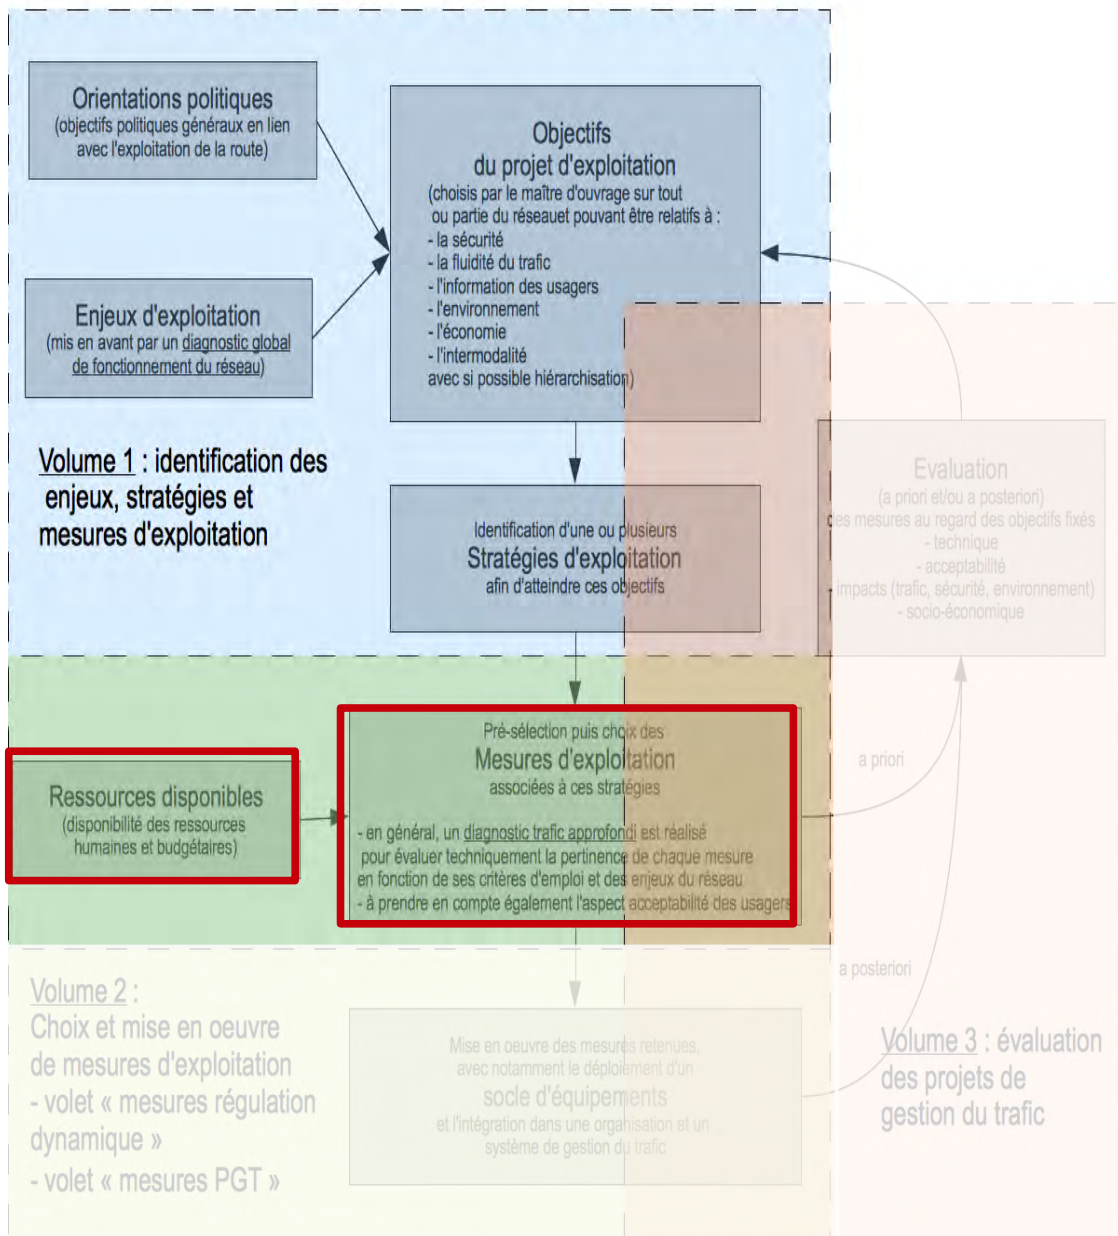 Orientations politiques
(objectifs politiques généraux en lien
avec l'exploitation de la route)
Objectifs
du projet d'exploitation
(choisis par le maître d'ouvrage sur tout
ou partie du réseauet pouvant être relatifs à :
- la sécurité
- la fluidité du trafic
- l'information des usagers
- l'environnement
- l'économie
- l'intermodalité
avec si possible hiérarchisation)
Enjeux d'exploitation
(mis en avant par un diagnostic global
de fonctionnement du réseau)
Volume 1 : identification des
enjeux, stratégies et
mesures d'exploitation
Identification d'une ou plusieurs
Stratégies d'exploitation
afin d'atteindre ces objectifs
Evaluation
(a priori et/ou a posteriori)
des mesures au regard des objectifs fixés
- technique
- acceptabilité
- impacts (trafic, sécurité, environnement)
- socio-économique
Ressources disponibles
(disponibilité des ressources
humaines et budgétaires)
Pré-sélection puis choix des
Mesures d'exploitation
associées à ces stratégies
- en général, un diagnostic trafic approfondi est réalisé
pour évaluer techniquement la pertinence de chaque mesure
en fonction de ses critères d'emploi et des enjeux du réseau
- à prendre en compte également l'aspect acceptabilité des usagers
a priori
a posteriori
Volume 2 :
Choix et mise en oeuvre
de mesures d'exploitation
- volet « mesures régulation
dynamique »
- volet « mesures PGT »
Mise en oeuvre des mesures retenues,
avec notamment le déploiement d'un
socle d'équipements
et l'intégration dans une organisation et un
système de gestion du trafic
Volume 3 : évaluation
des projets de
gestion du trafic